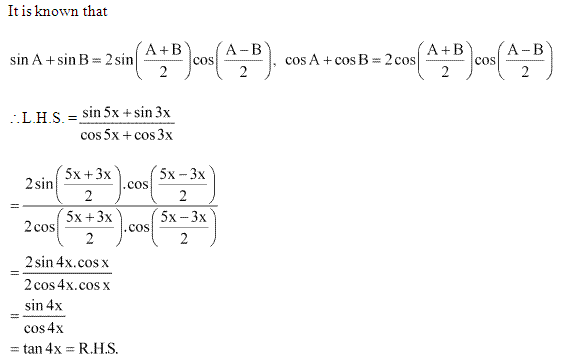 It is known that
sin A + sin B = 2 sin((A + B)/2) cos((A − B)/2), cos A + cos B = 2 cos((A + B)/2) cos((A − B)/2)
∴ L.H.S. = (sin 5x + sin 3x)/(cos 5x + cos 3x)
= (2 sin((5x + 3x)/2).cos((5x − 3x)/2))/(2 cos((5x + 3x)/2).cos((5x − 3x)/2))
= (2 sin 4x.cos x)/(2 cos 4x.cos x)
= (sin 4x)/(cos 4x)
= tan 4x = R.H.S.